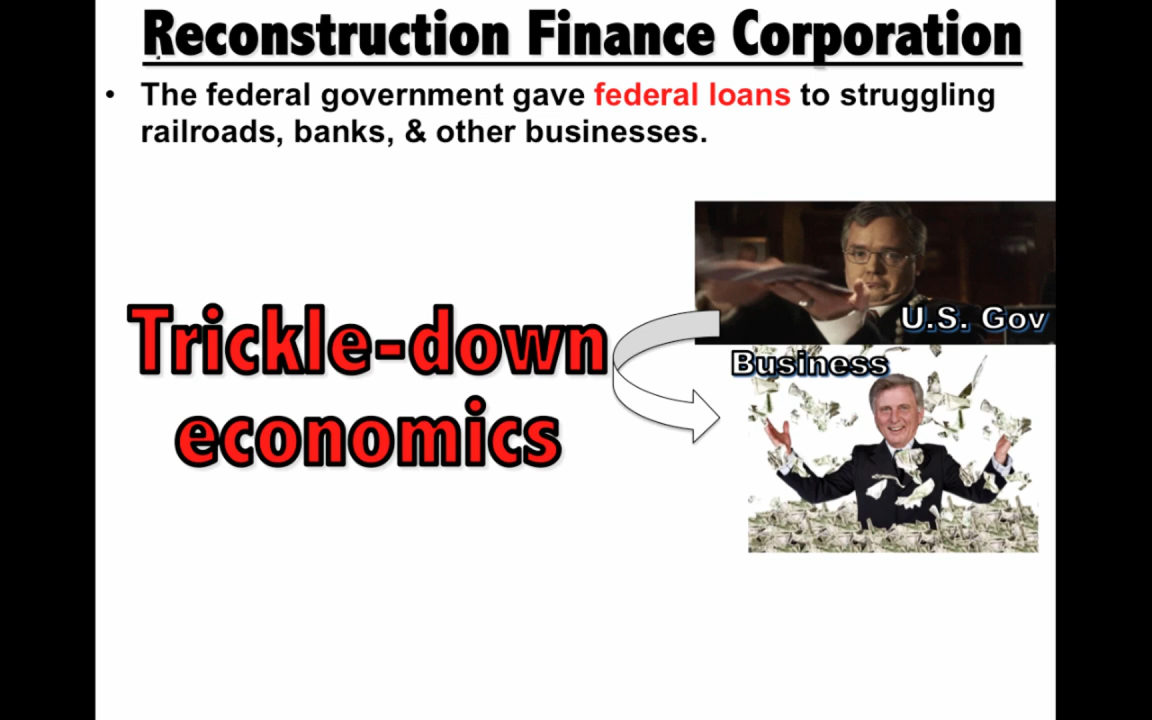 Reconstruction Finance Corporation
• The federal government gave federal loans to struggling
railroads, banks, & other businesses.
U.S. Gov
Business
Trickle-down
economics